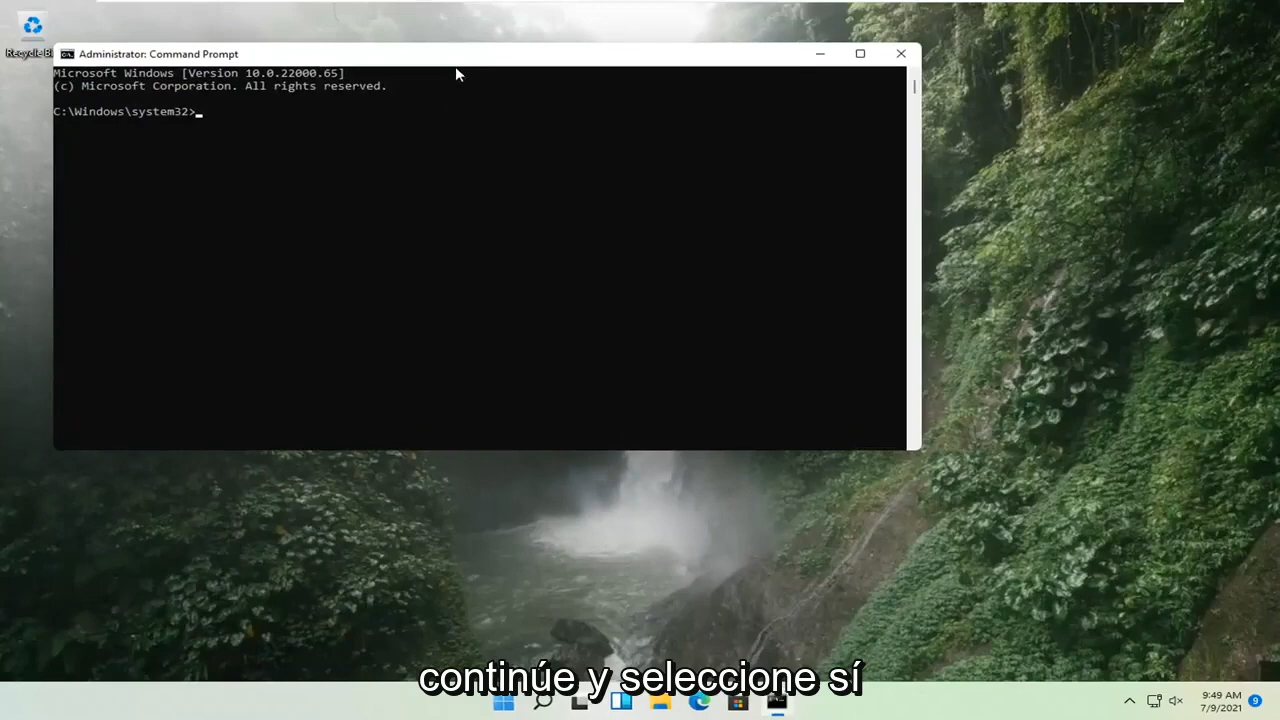 Recycle Bi
Administrator: Command Prompt
Microsoft Windows [Version 10.0.22000.65]
(c) Microsoft Corporation. All rights reserved.
C:\Windows\system32>
continúe y seleccione sí
9:49 AM
7/9/2021
9